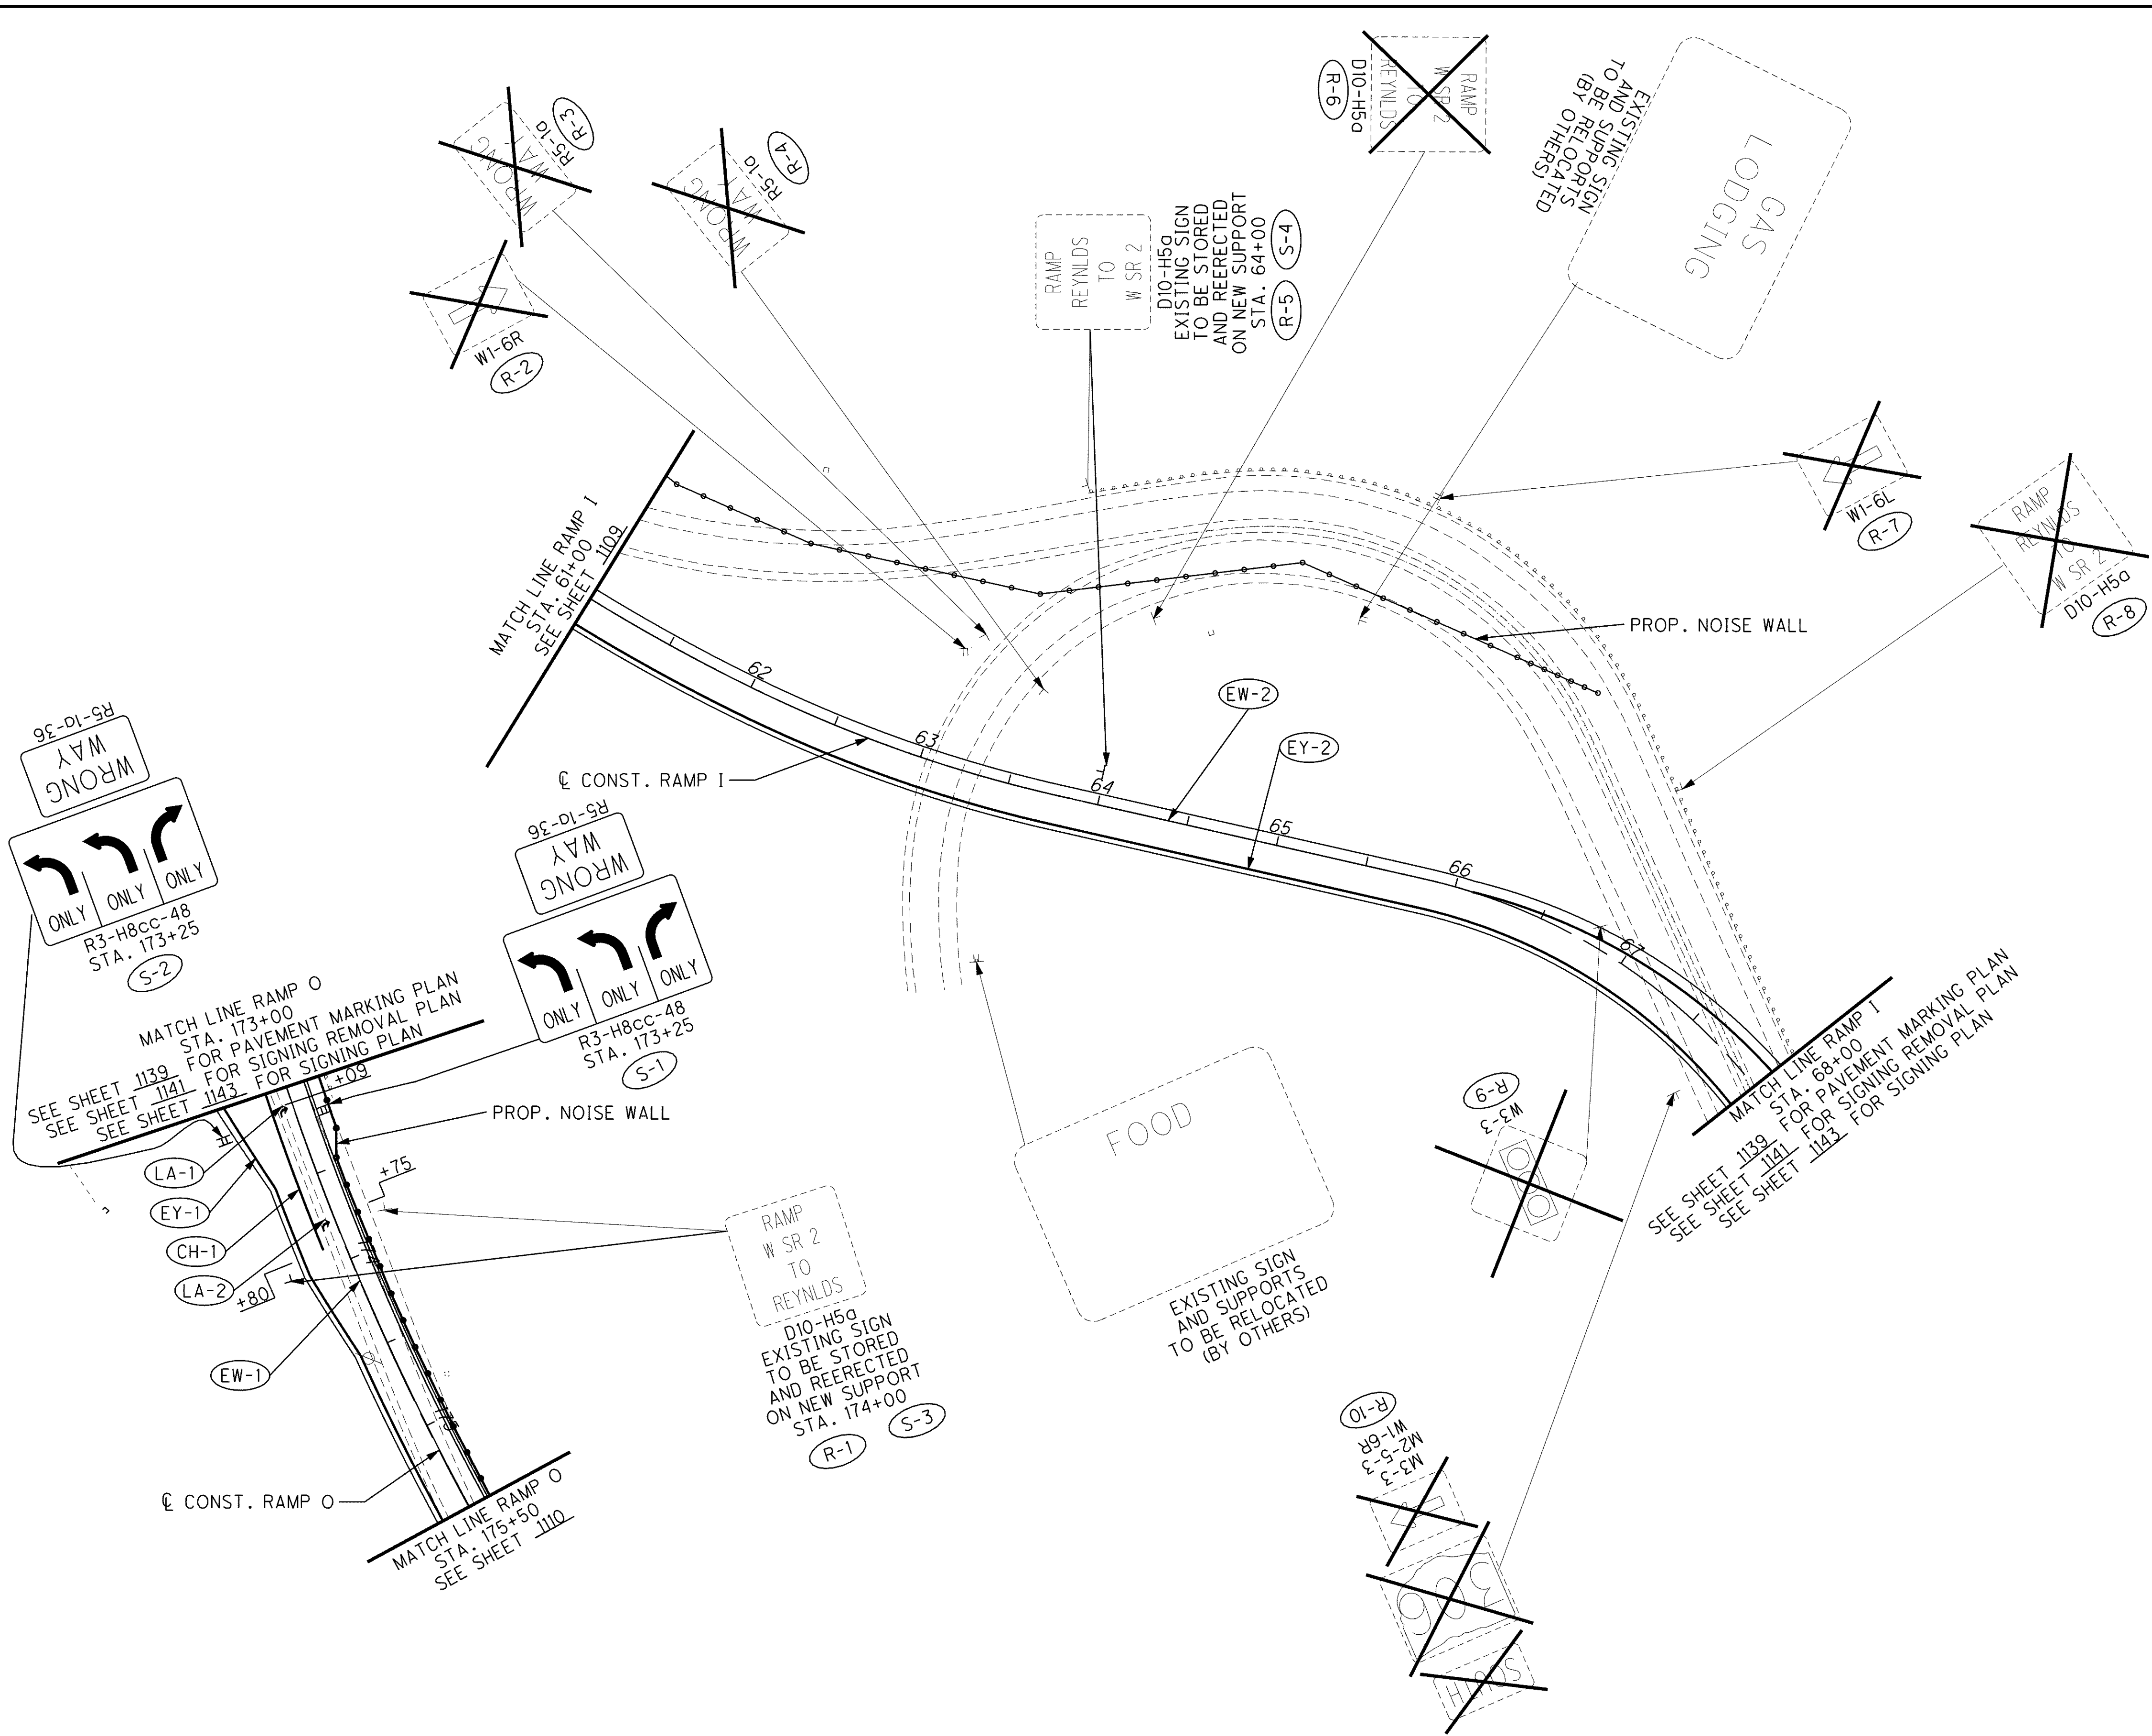 WRONG
WAY
R5-1a
R-3
WRONG
WAY
R5-1a
R-4
W1-6R
R-2
RAMP
W SR 2
TO
REYNLDS
D10-H5a
R-6
GAS
LODGING
EXISTING SIGN
AND SUPPORTS
TO BE RELOCATED
(BY OTHERS)
RAMP
REYNLDS
TO
W SR 2
D10-H5a
EXISTING SIGN
TO BE STORED
AND REERECTED
ON NEW SUPPORT
STA. 64+00
R-5
S-4
W1-6L
R-7
RAMP
REYNLDS
TO
W SR 2
D10-H5a
R-8
MATCH LINE RAMP I
STA. 61+00
SEE SHEET 1109
PROP. NOISE WALL
62
63
64
65
66
67
EW-2
EY-2
℄ CONST. RAMP I
R5-1a-36
WRONG
WAY
ONLY
ONLY
ONLY
R3-H8cc-48
STA. 173+25
S-2
R5-1a-36
WRONG
WAY
ONLY
ONLY
ONLY
R3-H8cc-48
STA. 173+25
S-1
MATCH LINE RAMP O
STA. 173+00
SEE SHEET 1139 FOR PAVEMENT MARKING PLAN
SEE SHEET 1141 FOR SIGNING REMOVAL PLAN
SEE SHEET 1143 FOR SIGNING PLAN
+09
PROP. NOISE WALL
+75
LA-1
EY-1
CH-1
LA-2
+80
EW-1
℄ CONST. RAMP O
MATCH LINE RAMP O
STA. 175+50
SEE SHEET 1110
RAMP
W SR 2
TO
REYNLDS
D10-H5a
EXISTING SIGN
TO BE STORED
AND REERECTED
ON NEW SUPPORT
STA. 174+00
R-1
S-3
FOOD
EXISTING SIGN
AND SUPPORTS
TO BE RELOCATED
(BY OTHERS)
R-9
W3-3
MATCH LINE RAMP I
STA. 68+00
SEE SHEET 1139 FOR PAVEMENT MARKING PLAN
SEE SHEET 1141 FOR SIGNING REMOVAL PLAN
SEE SHEET 1143 FOR SIGNING PLAN
R-10
W1-6R
M2-5-3
M3-3
306
SOUTH